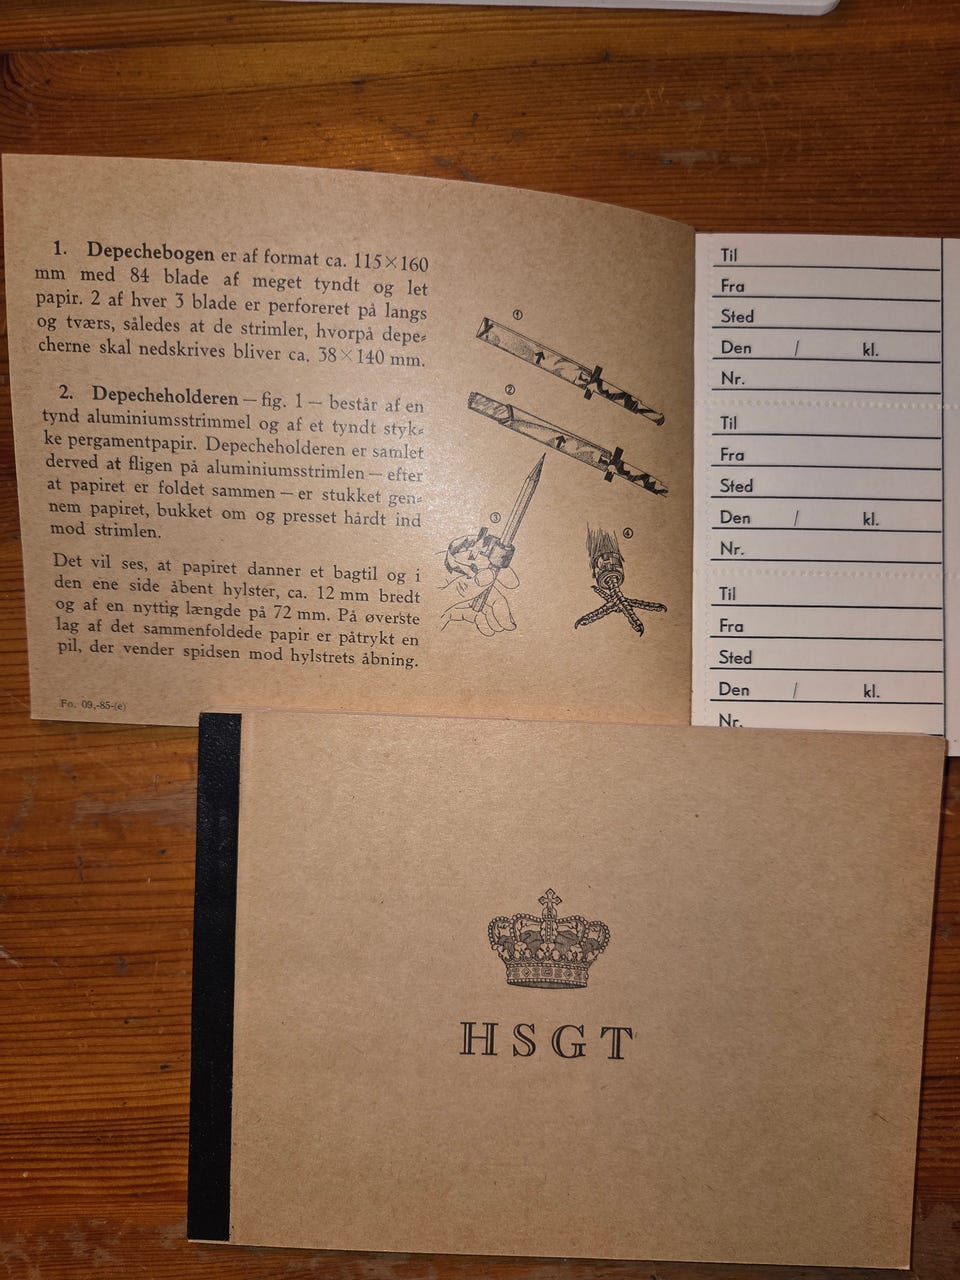 1. Depechebogen er af format ca. 115×160
mm med 84 blade af meget tyndt og let
papir. 2 af hver 3 blade er perforeret på langs
og tværs, således at de strimler, hvorpå depe⸗
cherne skal nedskrives bliver ca. 38×140 mm.
2. Depecheholderen — fig. 1 — består af en
tynd aluminiumsstrimmel og af et tyndt styk⸗
ke pergamentpapir. Depecheholderen er samlet
derved at fligen på aluminiumsstrimlen — efter
at papiret er foldet sammen — er stukket gen⸗
nem papiret, bukket om og presset hårdt ind
mod strimlen.
Det vil ses, at papiret danner et bagtil og i
den ene side åbent hylster, ca. 12 mm bredt
og af en nyttig længde på 72 mm. På øverste
lag af det sammenfoldede papir er påtrykt en
pil, der vender spidsen mod hylstrets åbning.
Fo. 09,-85-(e)
1
2
3
4
Til
Fra
Sted
Den / kl.
Nr.
Til
Fra
Sted
Den / kl.
Nr.
Til
Fra
Sted
Den / kl.
Nr.
HSGT